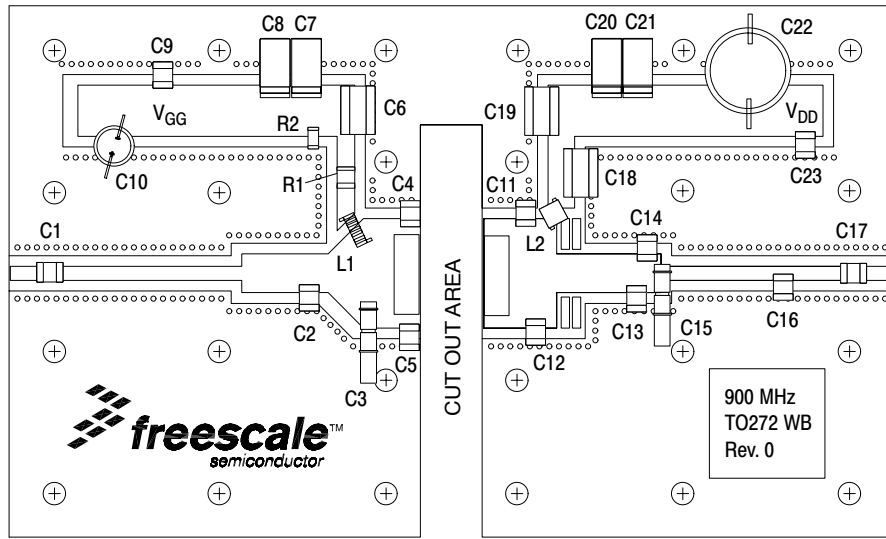 C8 C7
C9
C20 C21
C22
VGG
C6
C19
VDD
R2
C10
R1
C4
C11
C18
C23
C1
L1
L2
C14
C17
C2
C5
C3
C12
C13
C15
C16
CUT OUT AREA
freescale™
semiconductor
900 MHz
TO272 WB
Rev. 0